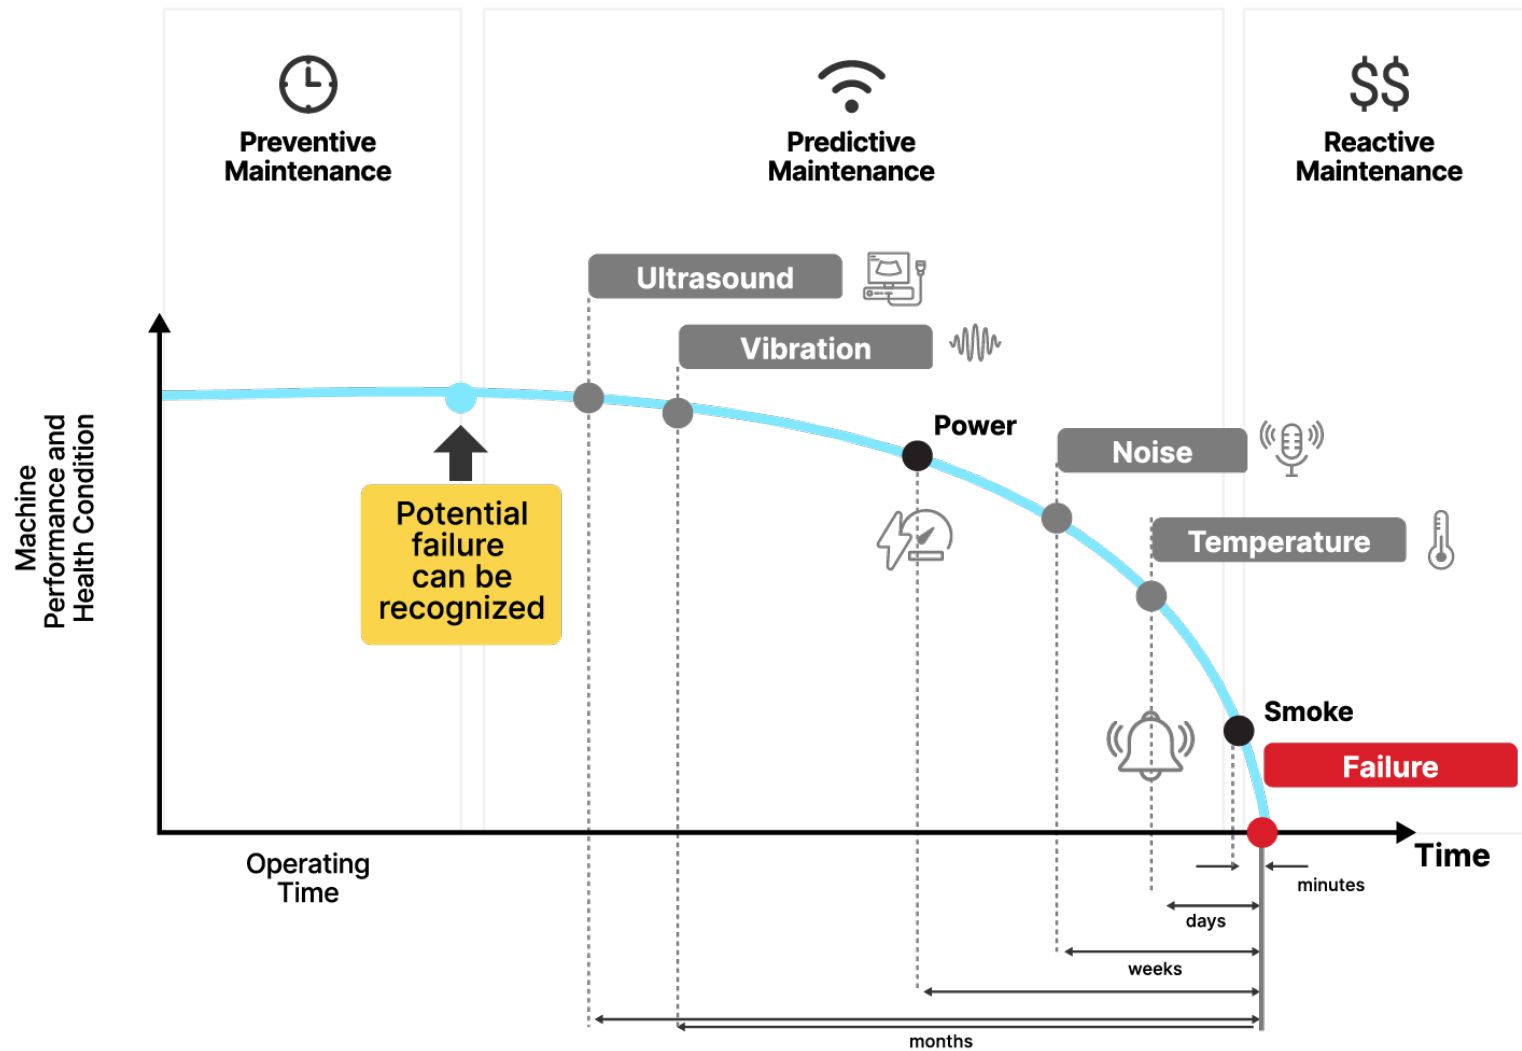 $$
Preventive
Maintenance
Predictive
Maintenance
Reactive
Maintenance
Ultrasound
Vibration
Power
Noise
Temperature
Potential
failure
can be
recognized
Machine
Performance and
Health Condition
Smoke
Failure
Operating
Time
Time
minutes
days
weeks
months